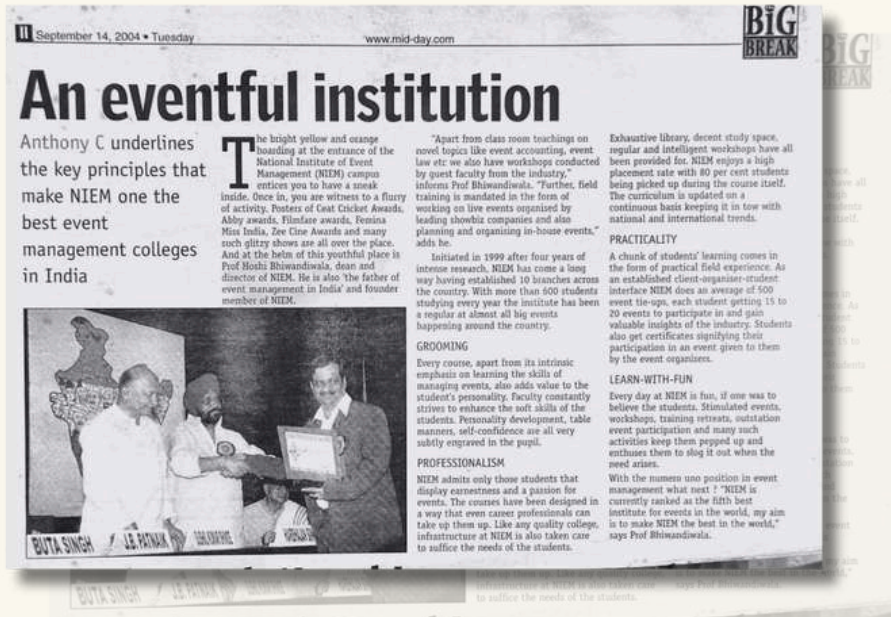 II September 14, 2004 • Tuesday
www.mid-day.com
BiG
BREAK
An eventful institution
Anthony C underlines
the key principles that
make NIEM one the
best event
management colleges
in India
The bright yellow and orange
hoarding at the entrance of the
National Institute of Event
Management (NIEM) campus
entices you to have a sneak
inside. Once in, you are witness to a flurry
of activity. Posters of Ceat Cricket Awards,
Abby awards, Filmfare awards, Femina
Miss India, Zee Cine Awards and many
such glitzy shows are all over the place.
And at the helm of this youthful place is
Prof Hoshi Bhiwandiwala, dean and
director of NIEM. He is also 'the father of
event management in India' and founder
member of NIEM.
BUTA SINGH
J.B. PATNAIK
"Apart from class room teachings on
novel topics like event accounting, event
law etc we also have workshops conducted
by guest faculty from the industry,"
informs Prof Bhiwandiwala. "Further, field
training is mandated in the form of
working on live events organised by
leading showbiz companies and also
planning and organising in-house events,"
adds he.
Initiated in 1999 after four years of
intense research, NIEM has come a long
way having established 10 branches across
the country. With more than 600 students
studying every year the institute has been
a regular at almost all big events
happening around the country.
GROOMING
Every course, apart from its intrinsic
emphasis on learning the skills of
managing events, also adds value to the
student's personality. Faculty constantly
strives to enhance the soft skills of the
students. Personality development, table
manners, self-confidence are all very
subtly engraved in the pupil.
PROFESSIONALISM
NIEM admits only those students that
display earnestness and a passion for
events. The courses have been designed in
a way that even career professionals can
take up them up. Like any quality college,
infrastructure at NIEM is also taken care
to suffice the needs of the students.
Exhaustive library, decent study space,
regular and intelligent workshops have all
been provided for. NIEM enjoys a high
placement rate with 80 per cent students
being picked up during the course itself.
The curriculum is updated on a
continuous basis keeping it in tow with
national and international trends.
PRACTICALITY
A chunk of students' learning comes in
the form of practical field experience. As
an established client-organiser-student
interface NIEM does an average of 500
event tie-ups, each student getting 15 to
20 events to participate in and gain
valuable insights of the industry. Students
also get certificates signifying their
participation in an event given to them
by the event organisers.
LEARN-WITH-FUN
Every day at NIEM is fun, if one was to
believe the students. Stimulated events,
workshops, training retreats, outstation
event participation and many such
activities keep them pepped up and
enthuses them to slog it out when the
need arises.
With the numero uno position in event
management what next ? "NIEM is
currently ranked as the fifth best
institute for events in the world, my aim
is to make NIEM the best in the world,"
says Prof Bhiwandiwala.